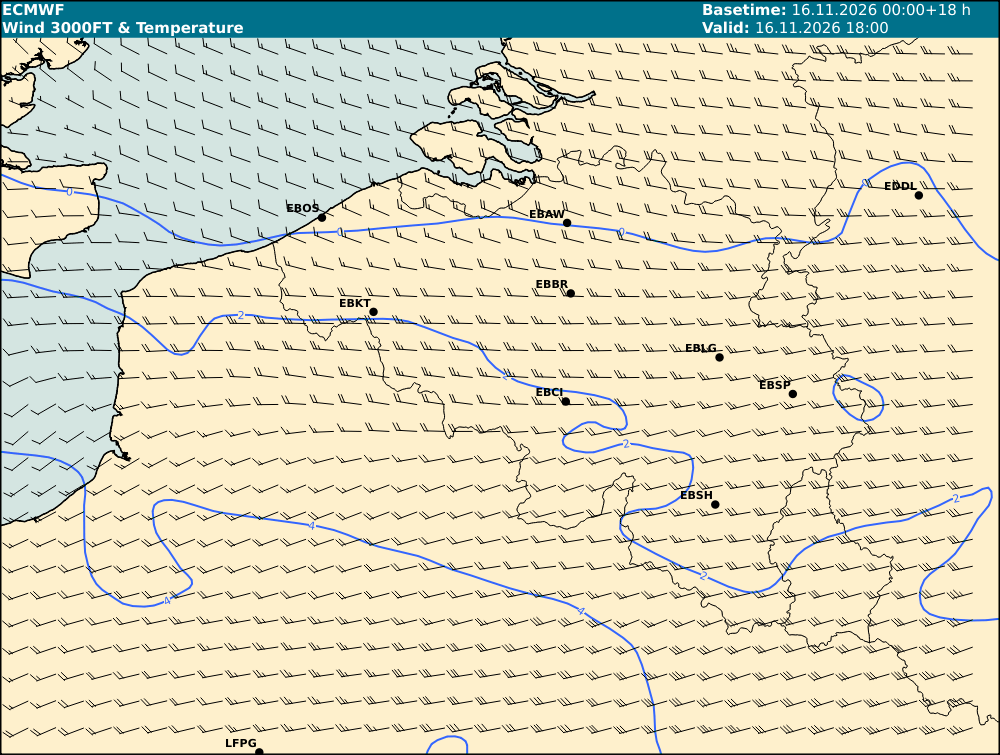 ECMWF
Wind 3000FT & Temperature
Basetime: 16.11.2026 00:00+18 h
Valid: 16.11.2026 18:00
0
0
EDDL
EBOS
EBAW
0
0
EBBR
EBKT
2
EBLG
EBSP
EBCI
2
EBSH
2
4
2
4
4
LFPG